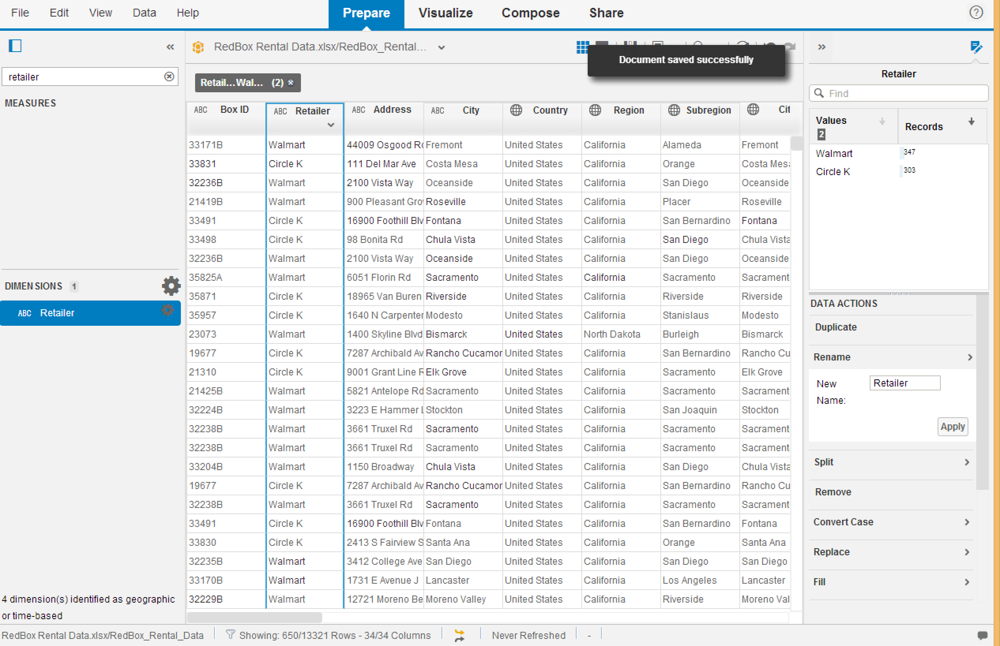 File Edit View Data Help Prepare Visualize Compose Share ?
RedBox Rental Data.xlsx/RedBox_Rental...
Document saved successfully
retailer
Retail...Wal... (2)
MEASURES
DIMENSIONS 1
ABC Retailer
4 dimension(s) identified as geographic
or time-based
ABC Box ID ABC Retailer ABC Address ABC City Country Region Subregion Cit
33171B Walmart 44009 Osgood Rd Fremont United States California Alameda Fremont
33831 Circle K 111 Del Mar Ave Costa Mesa United States California Orange Costa Mesa
32236B Walmart 2100 Vista Way Oceanside United States California San Diego Oceanside
21419B Walmart 900 Pleasant Gro Roseville United States California Placer Roseville
33491 Circle K 16900 Foothill Blv Fontana United States California San Bernardino Fontana
33498 Circle K 98 Bonita Rd Chula Vista United States California San Diego Chula Vista
32236B Walmart 2100 Vista Way Oceanside United States California San Diego Oceanside
35825A Walmart 6051 Florin Rd Sacramento United States California Sacramento Sacrament
35871 Circle K 18965 Van Buren Riverside United States California Riverside Riverside
35957 Circle K 1640 N Carpenter Modesto United States California Stanislaus Modesto
23073 Walmart 1400 Skyline Blvd Bismarck United States North Dakota Burleigh Bismarck
19677 Circle K 7287 Archibald Av Rancho Cucamor United States California San Bernardino Rancho Cu
21310 Circle K 9001 Grant Line R Elk Grove United States California Sacramento Elk Grove
21425B Walmart 5821 Antelope Rd Sacramento United States California Sacramento Sacrament
32224B Walmart 3223 E Hammer L Stockton United States California San Joaquin Stockton
32238B Walmart 3661 Truxel Rd Sacramento United States California Sacramento Sacrament
32238B Walmart 3661 Truxel Rd Sacramento United States California Sacramento Sacrament
33204B Walmart 1150 Broadway Chula Vista United States California San Diego Chula Vista
19677 Circle K 7287 Archibald Av Rancho Cucamor United States California San Bernardino Rancho Cu
32238B Walmart 3661 Truxel Rd Sacramento United States California Sacramento Sacrament
33491 Circle K 16900 Foothill Blv Fontana United States California San Bernardino Fontana
33830 Circle K 2413 S Fairview S Santa Ana United States California Orange Santa Ana
32235B Walmart 3412 College Ave San Diego United States California San Diego San Diego
33170B Walmart 1731 E Avenue J Lancaster United States California Los Angeles Lancaster
32229B Walmart 12721 Moreno Be Moreno Valley United States California Riverside Moreno Val
Retailer
Find
Values Records
2
Walmart 347
Circle K 303
DATA ACTIONS
Duplicate
Rename
New Retailer
Name:
Apply
Split
Remove
Convert Case
Replace
Fill
RedBox Rental Data.xlsx/RedBox_Rental_Data Showing: 650/13321 Rows - 34/34 Columns Never Refreshed -